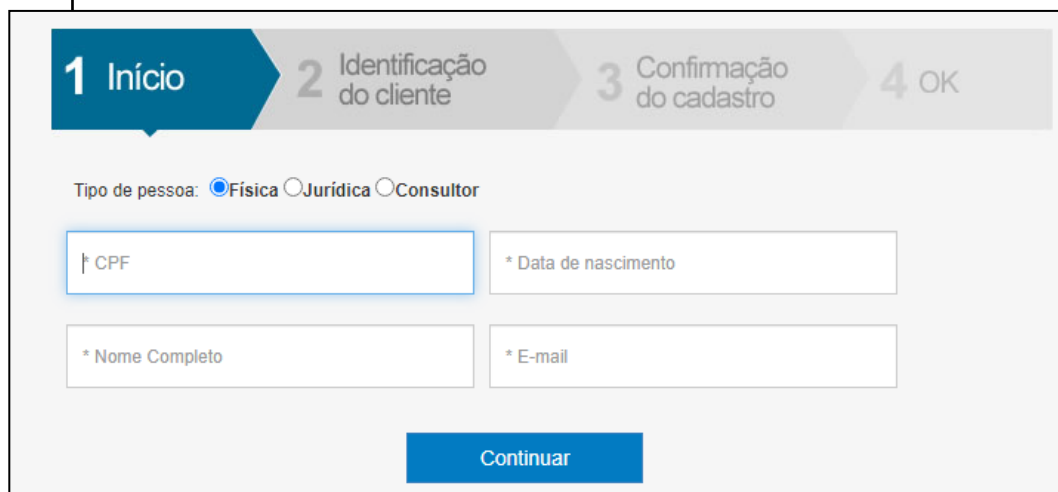 1 Início
2 Identificação
do cliente
3 Confirmação
do cadastro
4 OK
Tipo de pessoa: Física Jurídica Consultor
* CPF
* Data de nascimento
* Nome Completo
* E-mail
Continuar